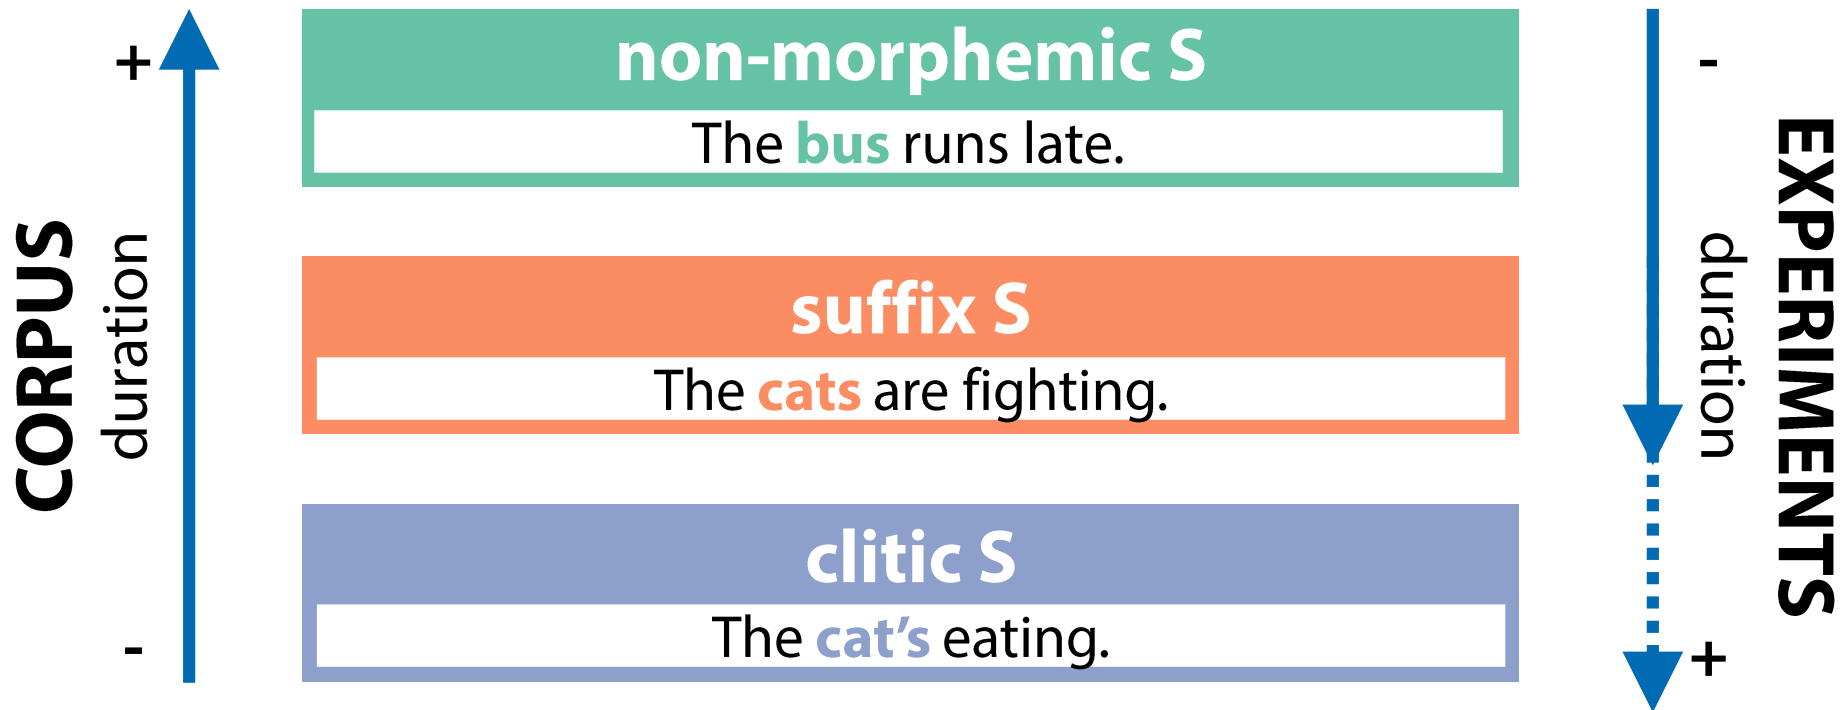 CORPUS
duration
+
-
non-morphemic S
The bus runs late.
suffix S
The cats are fighting.
clitic S
The cat’s eating.
-
+
duration
EXPERIMENTS